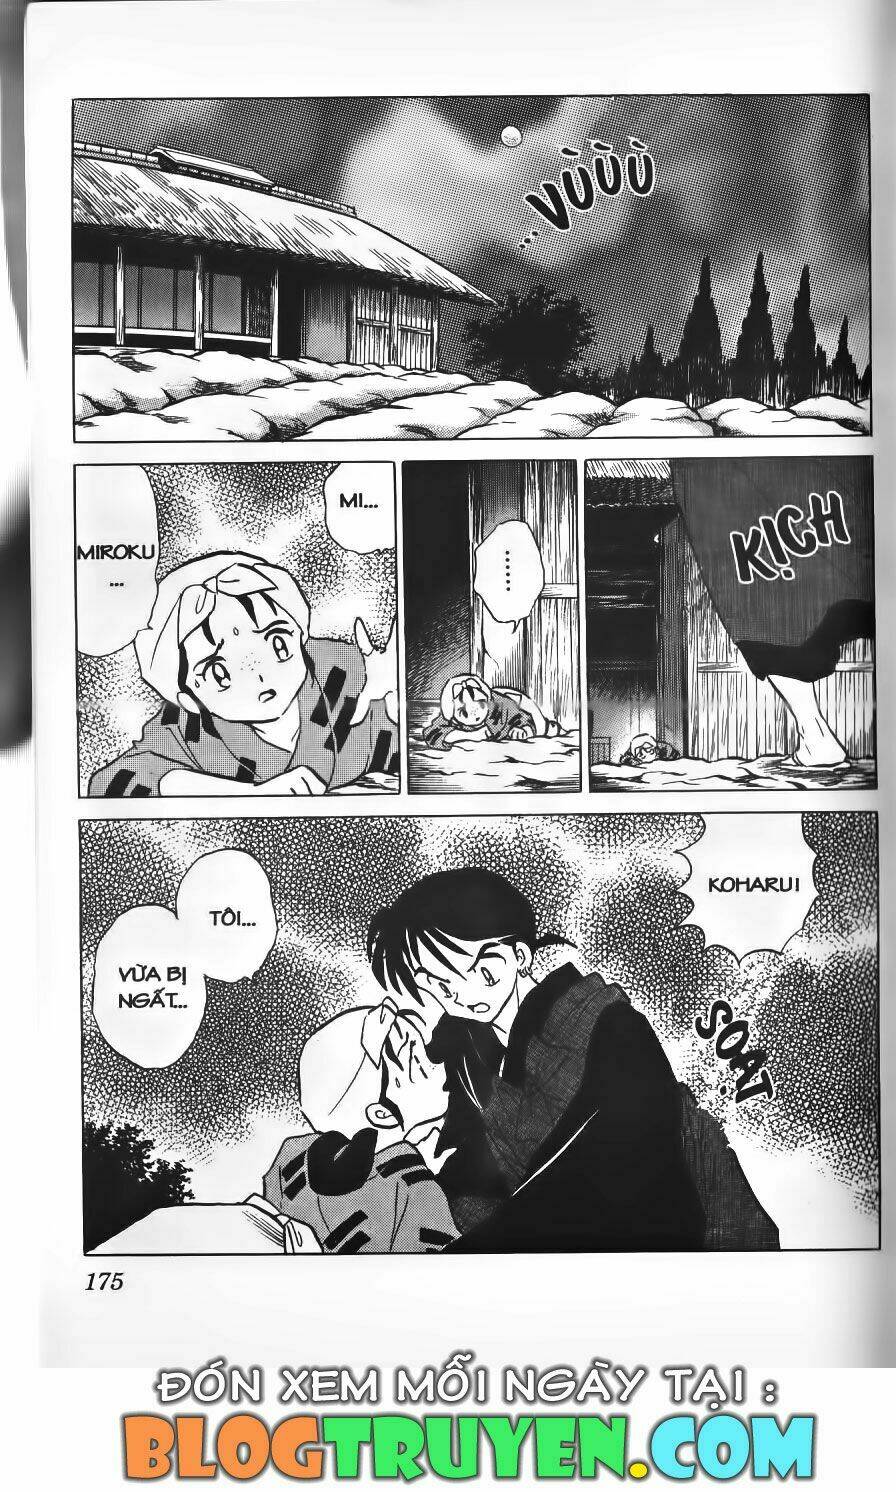 ... VÙÙÙ
KỊCH
......
MI...
MIROKU
...
KOHARU!
SOẠT
TÔI...
VỪA BỊ
NGẤT...
175
ĐÓN XEM MỖI NGÀY TẠI :
BLOGTRUYEN.COM